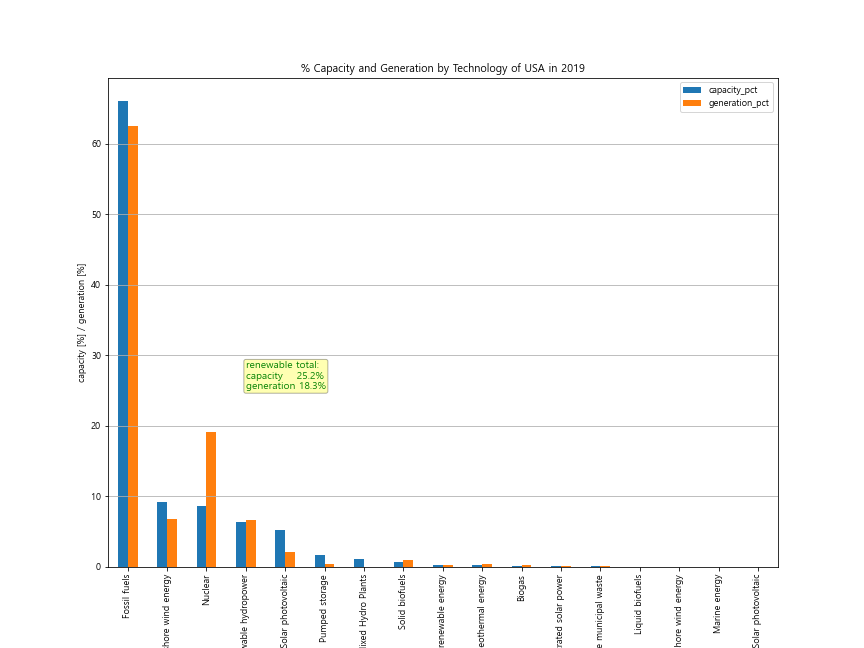 % Capacity and Generation by Technology of USA in 2019
capacity_pct
generation_pct
capacity [%] / generation [%]
60
50
40
30
20
10
0
renewable total:
capacity 25.2%
generation 18.3%
Fossil fuels
shore wind energy
Nuclear
wable hydropower
Solar photovoltaic
Pumped storage
lixed Hydro Plants
Solid biofuels
renewable energy
eothermal energy
Biogas
rated solar power
e municipal waste
Liquid biofuels
hore wind energy
Marine energy
Solar photovoltaic